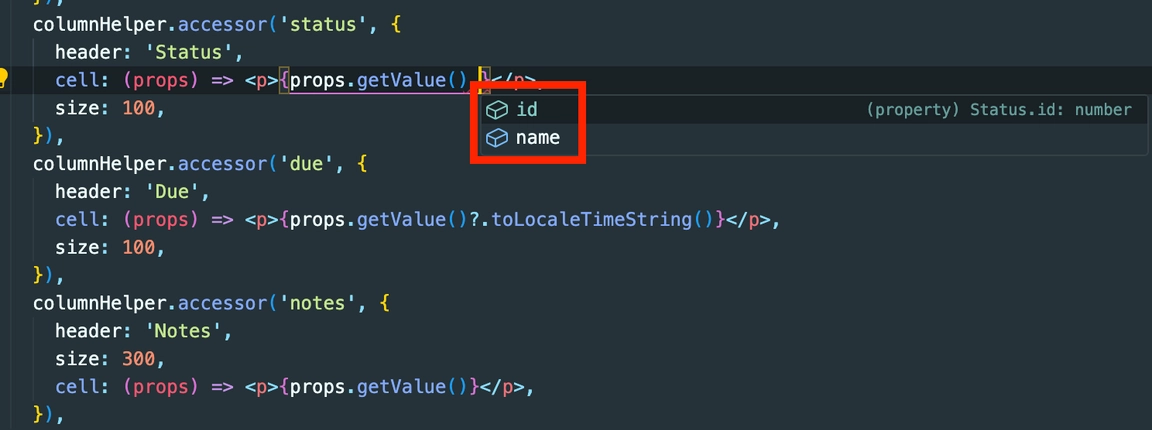 }),
columnHelper.accessor('status', {
header: 'Status',
cell: (props) => <p>{props.getValue().}</p>,
id (property) Status.id: number
size: 100,
name
}),
columnHelper.accessor('due', {
header: 'Due',
cell: (props) => <p>{props.getValue()?.toLocaleTimeString()}</p>,
size: 100,
}),
columnHelper.accessor('notes', {
header: 'Notes',
size: 300,
cell: (props) => <p>{props.getValue()}</p>,
}),